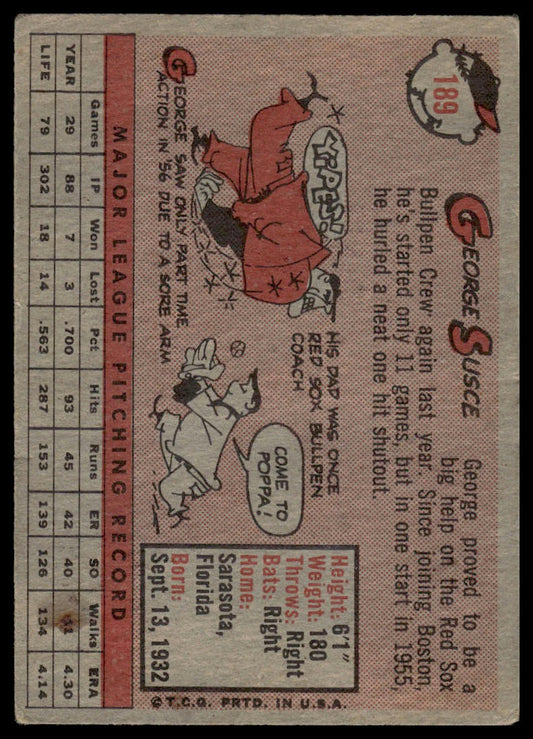 189
GEORGE SUSCE
George proved to be a
big help on the Red Sox
Bullpen Crew again last year. Since joining Boston,
he's started only 11 games, but in one start in 1955,
he hurled a neat one hit shutout.
YIPES!
GEORGE SAW ONLY PART TIME
ACTION IN '56 DUE TO A SORE ARM
HIS DAD WAS ONCE
RED SOX BULLPEN
COACH
COME TO
POPPA!
Height: 6'1"
Weight: 180
Throws: Right
Bats: Right
Home:
Sarasota,
Florida
Born:
Sept. 13, 1932
MAJOR LEAGUE PITCHING RECORD
Games IP Won Lost Pct Hits Runs ER SO Walks ERA
YEAR 29 88 7 3 .700 93 45 42 40 41 4.30
LIFE 79 302 18 14 .563 287 153 139 126 134 4.14
© T.C.G. PRTD. IN U.S.A.